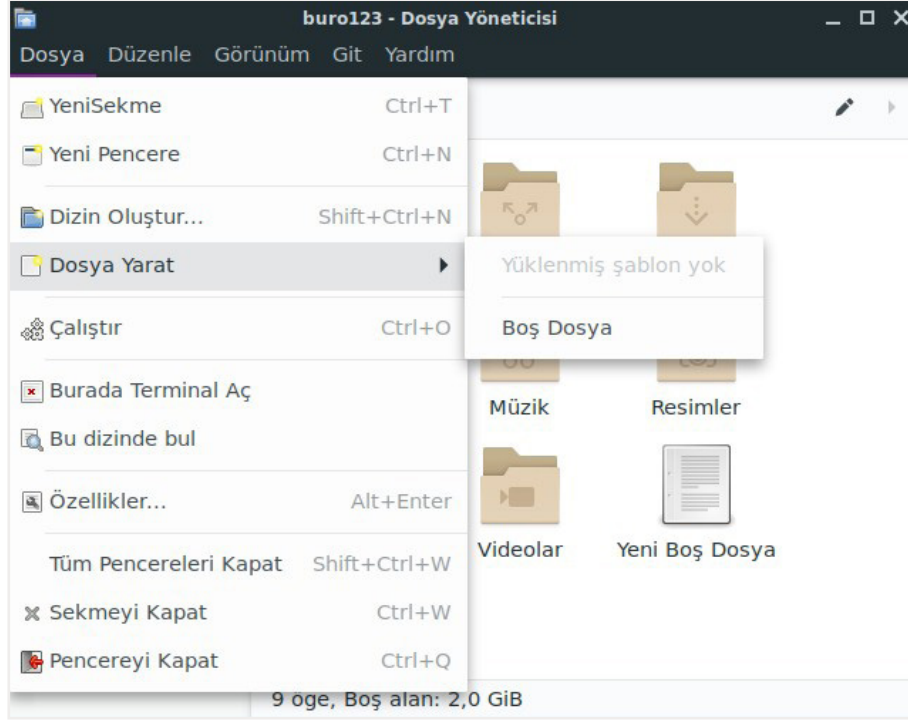 buro123 - Dosya Yöneticisi
Dosya Düzenle Görünüm Git Yardım
YeniSekme Ctrl+T
Yeni Pencere Ctrl+N
Dizin Oluştur... Shift+Ctrl+N
Dosya Yarat
Yüklenmiş şablon yok
Boş Dosya
Çalıştır Ctrl+O
Burada Terminal Aç
Bu dizinde bul
Özellikler... Alt+Enter
Tüm Pencereleri Kapat Shift+Ctrl+W
Sekmeyi Kapat Ctrl+W
Pencereyi Kapat Ctrl+Q
Müzik Resimler
Videolar Yeni Boş Dosya
9 öge, Boş alan: 2,0 GiB